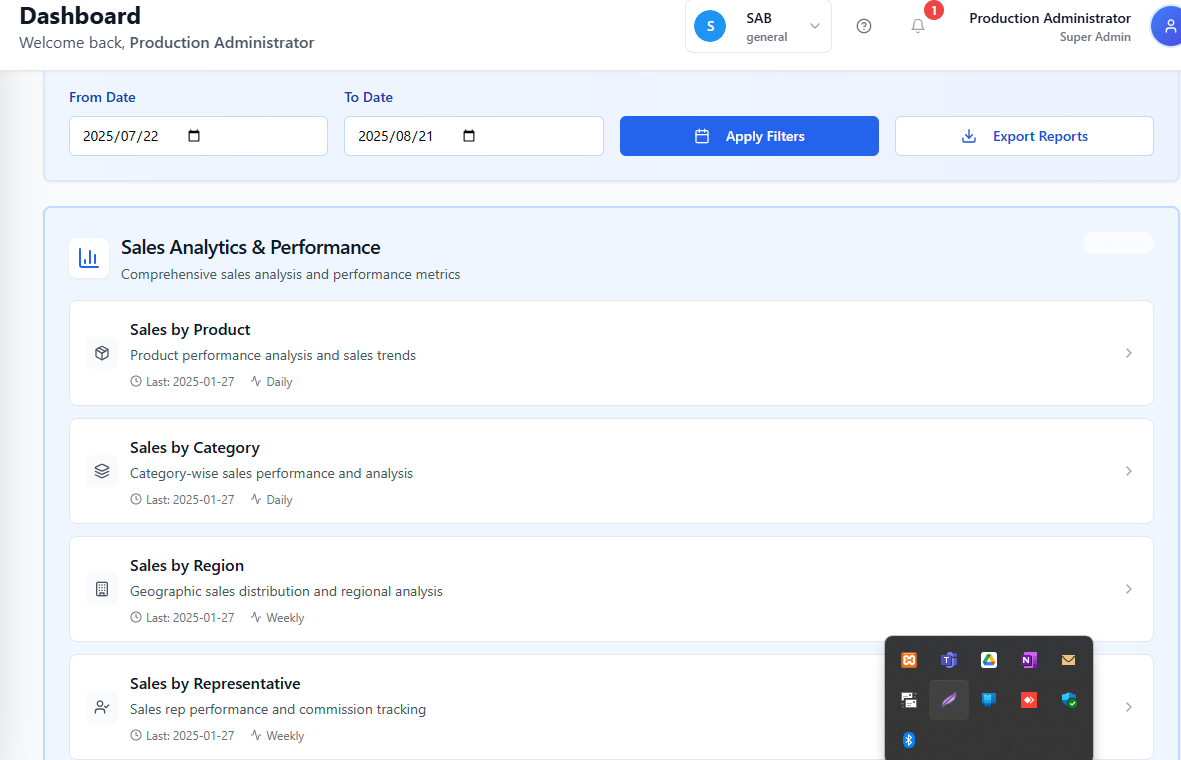 Dashboard
Welcome back, Production Administrator
S
SAB
general
1
Production Administrator
Super Admin
From Date
To Date
2025/07/22
2025/08/21
Apply Filters
Export Reports
Sales Analytics & Performance
Comprehensive sales analysis and performance metrics
Sales by Product
Product performance analysis and sales trends
Last: 2025-01-27 Daily
Sales by Category
Category-wise sales performance and analysis
Last: 2025-01-27 Daily
Sales by Region
Geographic sales distribution and regional analysis
Last: 2025-01-27 Weekly
Sales by Representative
Sales rep performance and commission tracking
Last: 2025-01-27 Weekly